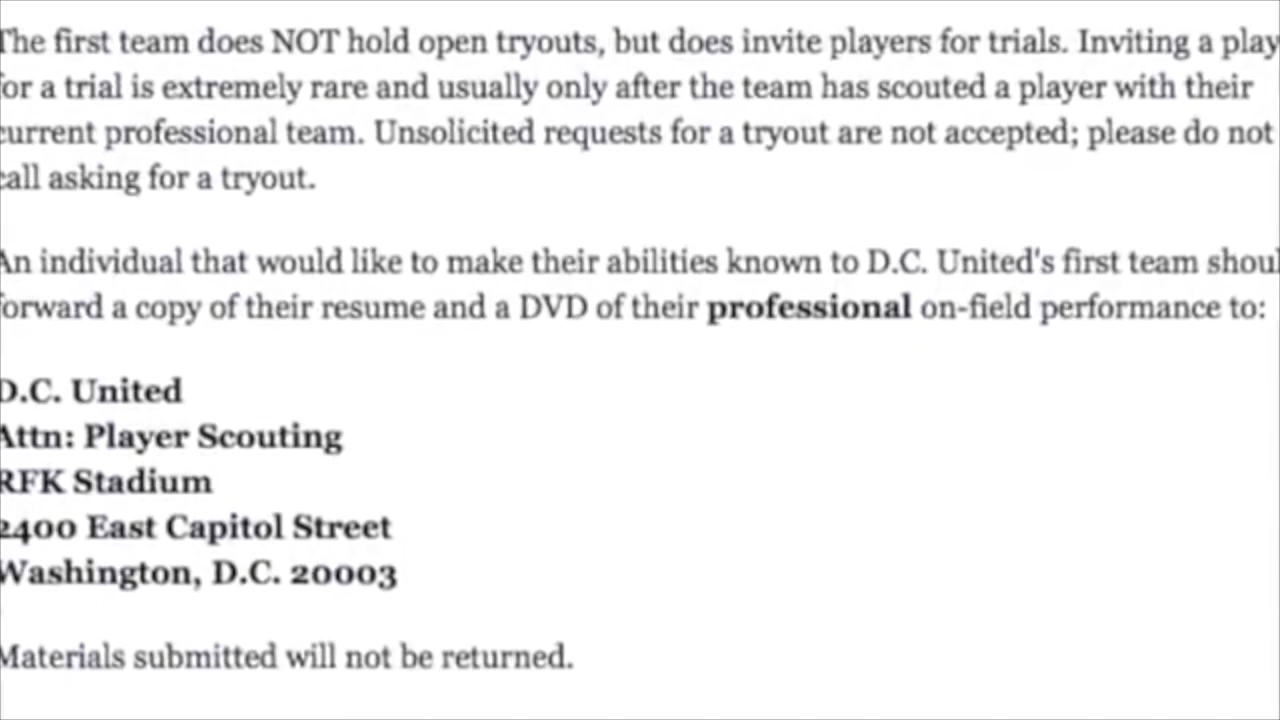 The first team does NOT hold open tryouts, but does invite players for trials. Inviting a play
for a trial is extremely rare and usually only after the team has scouted a player with their
current professional team. Unsolicited requests for a tryout are not accepted; please do not
call asking for a tryout.
An individual that would like to make their abilities known to D.C. United's first team shoul
forward a copy of their resume and a DVD of their professional on-field performance to:
D.C. United
Attn: Player Scouting
RFK Stadium
2400 East Capitol Street
Washington, D.C. 20003
Materials submitted will not be returned.